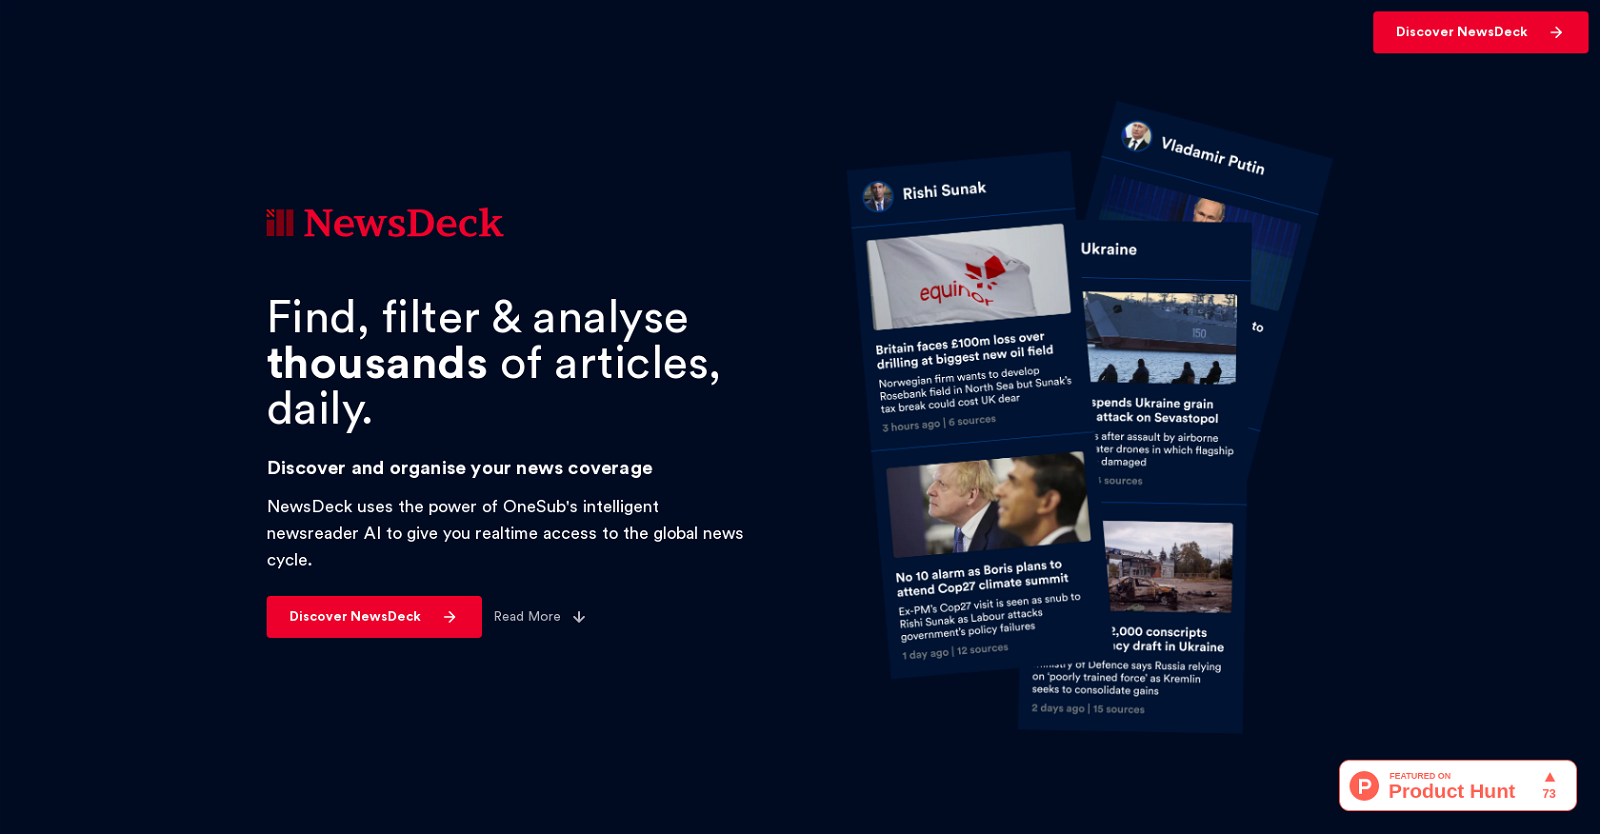 Discover NewsDeck
NewsDeck
Find, filter & analyse
thousands of articles,
daily.
Discover and organise your news coverage
NewsDeck uses the power of OneSub's intelligent
newsreader AI to give you realtime access to the global news
cycle.
Discover NewsDeck
Read More
Rishi Sunak
Britain faces £100m loss over
drilling at biggest new oil field
Norwegian firm wants to develop
Rosebank field in North Sea but Sunak's
tax break could cost UK dear
3 hours ago | 6 sources
No 10 alarm as Boris plans to
attend Cop27 climate summit
Ex-PM's Cop27 visit is seen as snub to
Rishi Sunak as Labour attacks
government's policy failures
1 day ago | 12 sources
equinor
Ukraine
150
spends Ukraine grain
attack on Sevastopol
s after assault by airborne
ater drones in which flagship
damaged
sources
2,000 conscripts
cy draft in Ukraine
Ministry of Defence says Russia relying
on 'poorly trained force' as Kremlin
seeks to consolidate gains
2 days ago | 15 sources
Vladamir Putin
to
FEATURED ON
Product Hunt
73